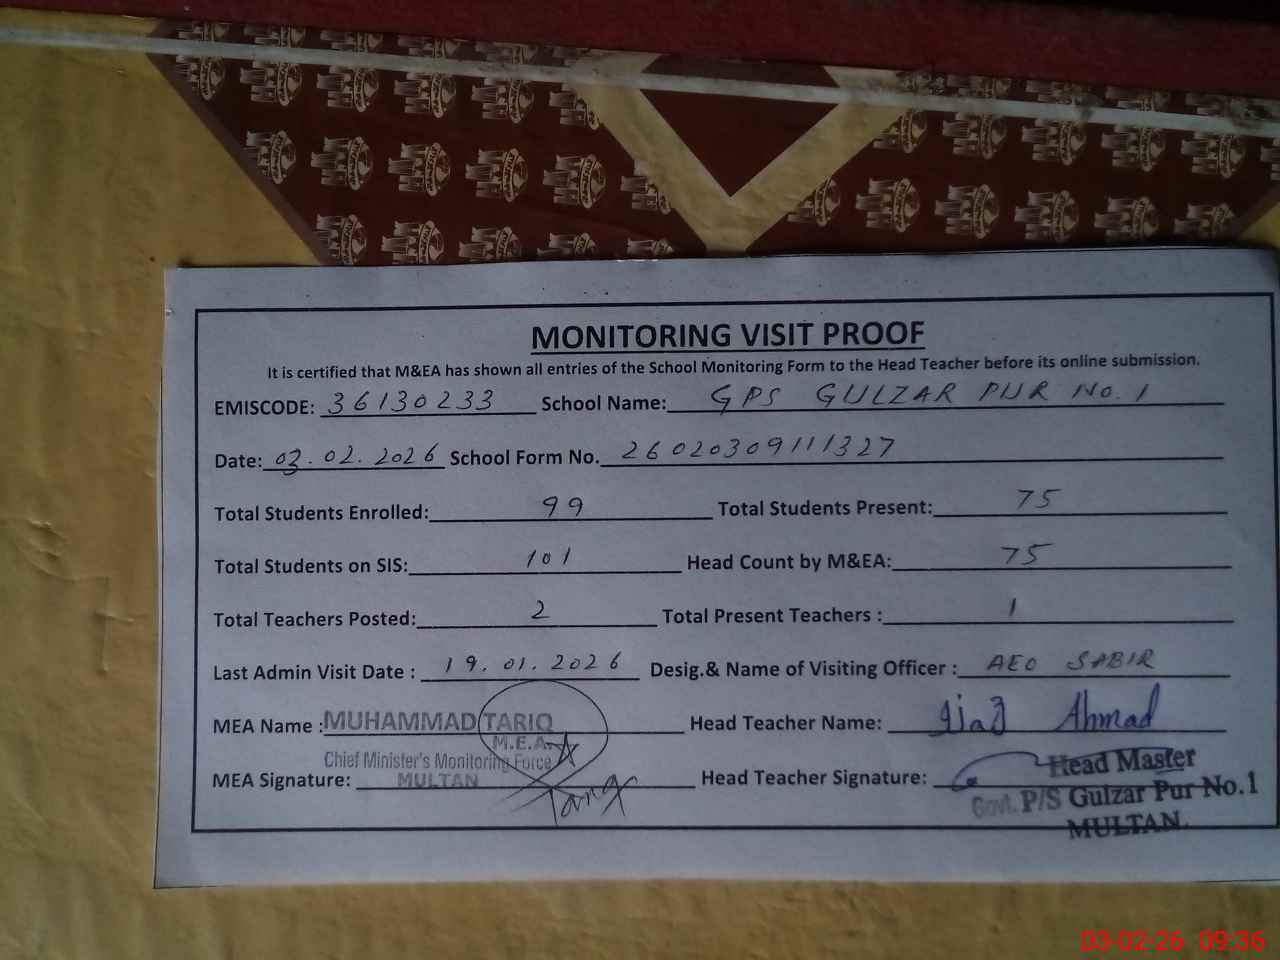 MONITORING VISIT PROOF
It is certified that M&EA has shown all entries of the School Monitoring Form to the Head Teacher before its online submission.
EMISCODE: 36130233 School Name: GPS GULZAR PUR NO. 1
Date: 03.02.2026 School Form No. 26020309111327
Total Students Enrolled: 99 Total Students Present: 75
Total Students on SIS: 101 Head Count by M&EA: 75
Total Teachers Posted: 2 Total Present Teachers : 1
Last Admin Visit Date : 19.01.2026 Desig.& Name of Visiting Officer : AEO SABIR
MEA Name : MUHAMMAD TARIQ Head Teacher Name: Ijaz Ahmad
M.E.A.
Chief Minister's Monitoring Force
MULTAN
MEA Signature: Tariq Head Teacher Signature:
Head Master
Govt. P/S Gulzar Pur No.1
MULTAN.
03-02-26 09:36